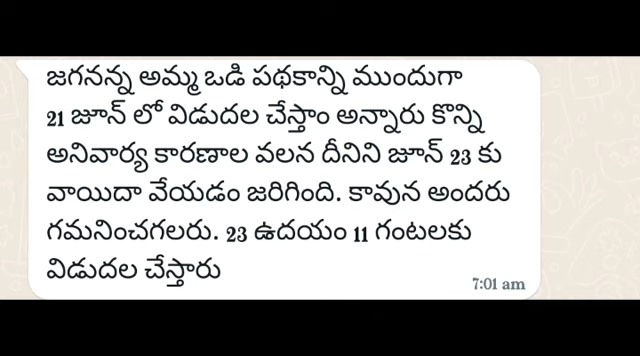 జగనన్న అమ్మ ఒడి పథకాన్ని ముందుగా
21 జూన్ లో విడుదల చేస్తాం అన్నారు కొన్ని
అనివార్య కారణాల వలన దీనిని జూన్ 23 కు
వాయిదా వేయడం జరిగింది. కావున అందరు
గమనించగలరు. 23 ఉదయం 11 గంటలకు
విడుదల చేస్తారు
7:01 am